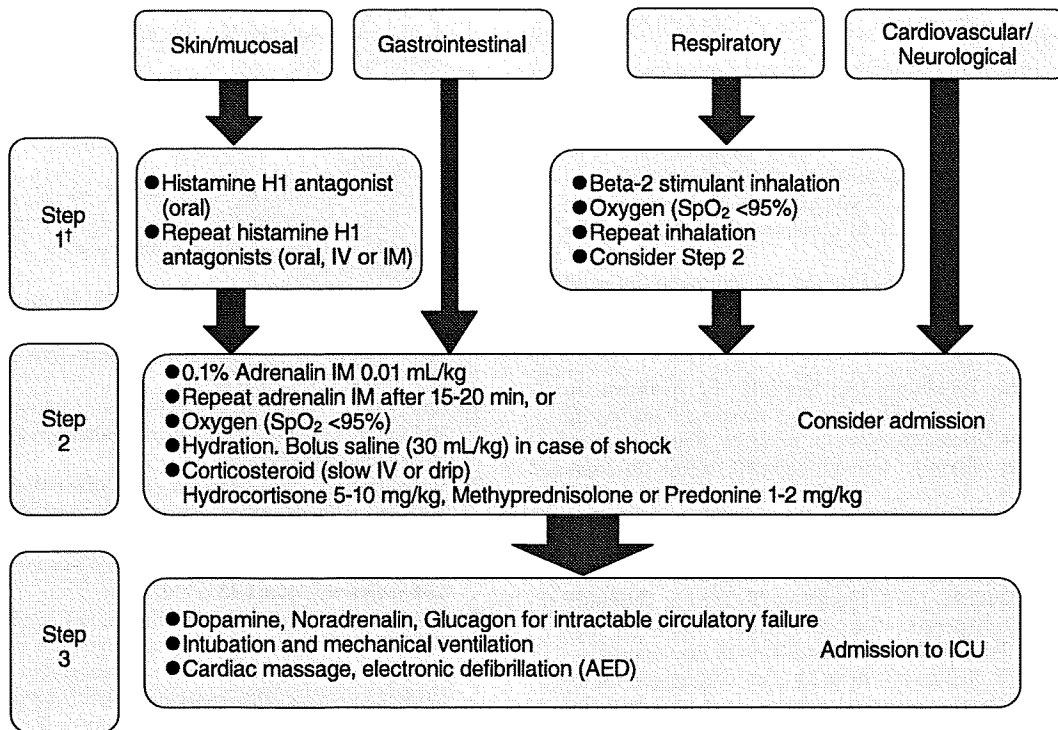 Skin/mucosal
Gastrointestinal
Respiratory
Cardiovascular/
Neurological
Step
1†
●Histamine H1 antagonist
(oral)
●Repeat histamine H1
antagonists (oral, IV or IM)
●Beta-2 stimulant inhalation
●Oxygen (SpO₂ <95%)
●Repeat inhalation
●Consider Step 2
Step
2
●0.1% Adrenalin IM 0.01 mL/kg
●Repeat adrenalin IM after 15-20 min, or
●Oxygen (SpO₂ <95%)
●Hydration. Bolus saline (30 mL/kg) in case of shock
●Corticosteroid (slow IV or drip)
Hydrocortisone 5-10 mg/kg, Methyprednisolone or Predonine 1-2 mg/kg
Consider admission
Step
3
●Dopamine, Noradrenalin, Glucagon for intractable circulatory failure
●Intubation and mechanical ventilation
●Cardiac massage, electronic defibrillation (AED)
Admission to ICU